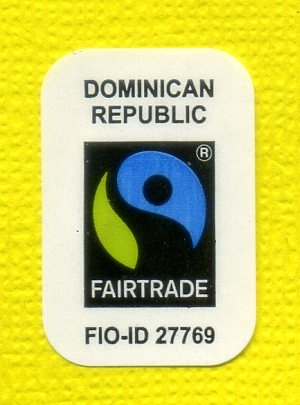 DOMINICAN
REPUBLIC
®
FAIRTRADE
FIO-ID 27769